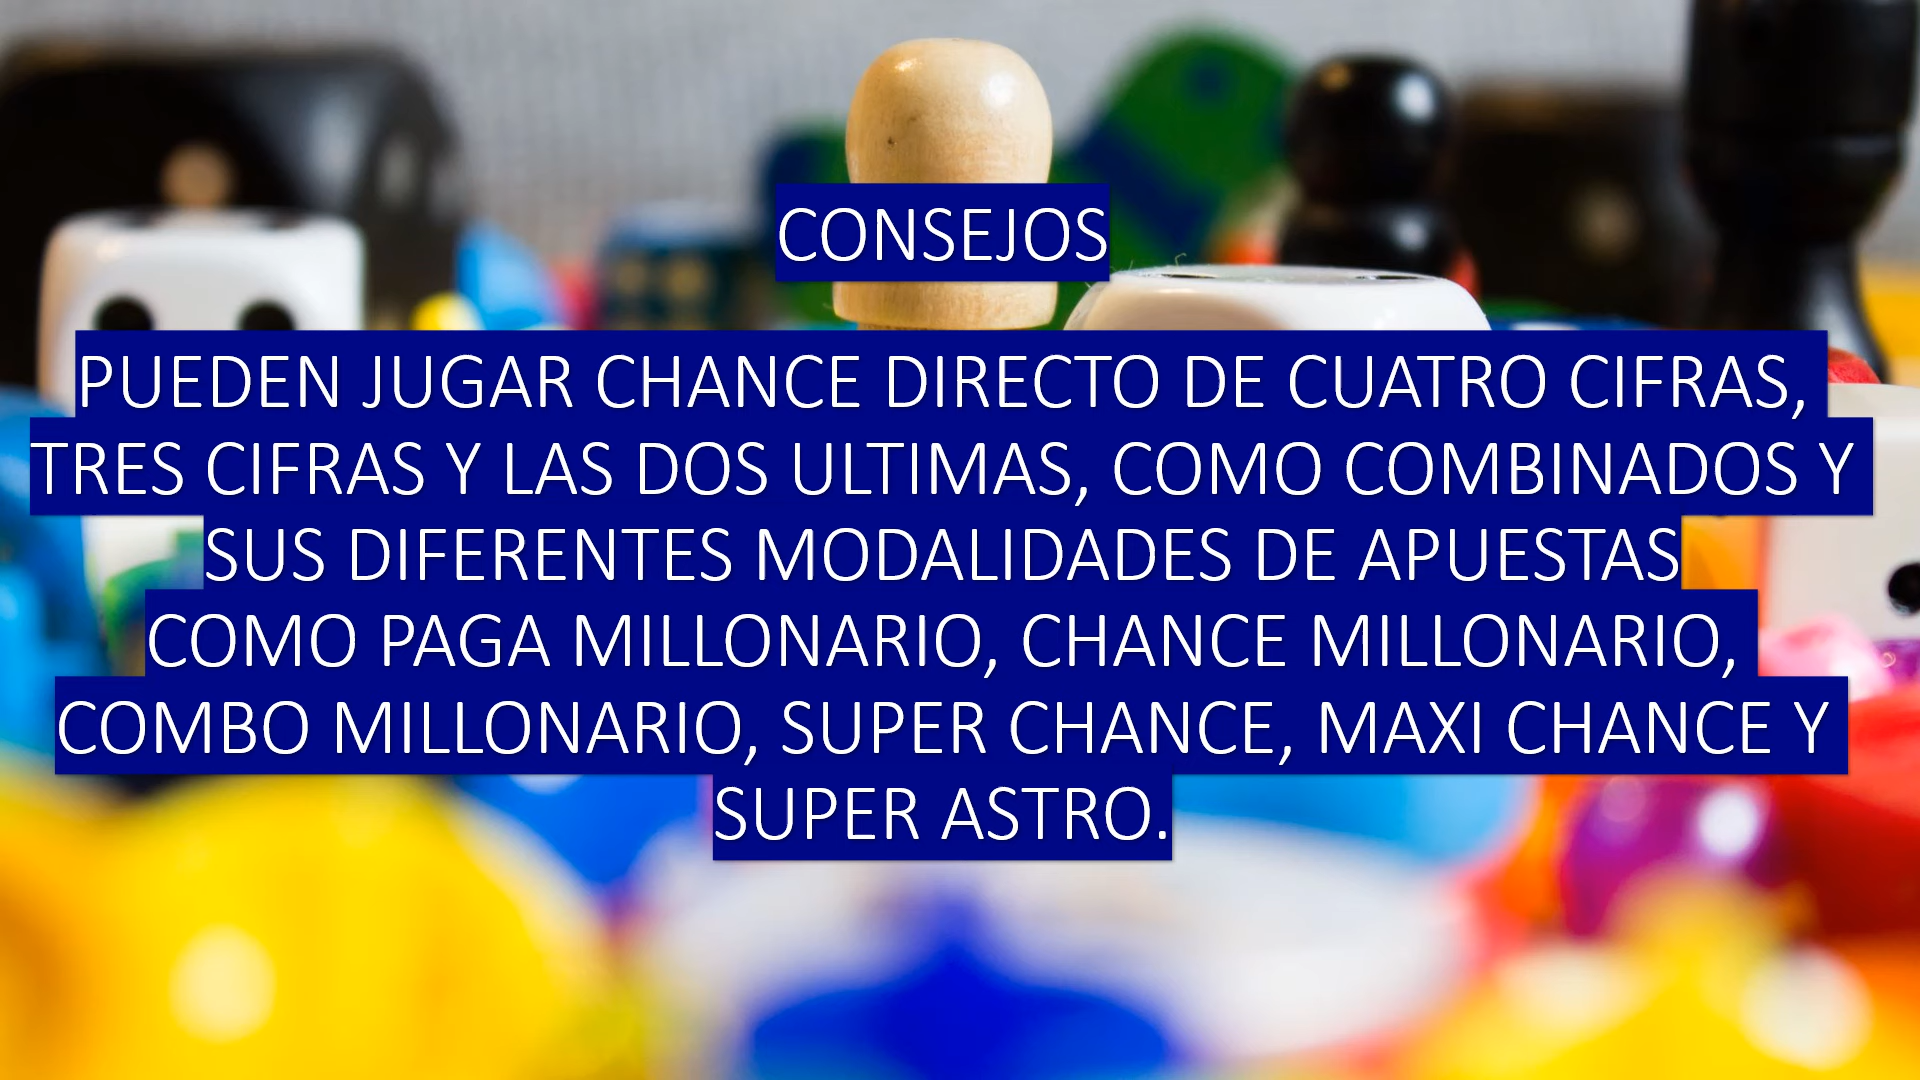 CONSEJOS
PUEDEN JUGAR CHANCE DIRECTO DE CUATRO CIFRAS,
TRES CIFRAS Y LAS DOS ULTIMAS, COMO COMBINADOS Y
SUS DIFERENTES MODALIDADES DE APUESTAS
COMO PAGA MILLONARIO, CHANCE MILLONARIO,
COMBO MILLONARIO, SUPER CHANCE, MAXI CHANCE Y
SUPER ASTRO.